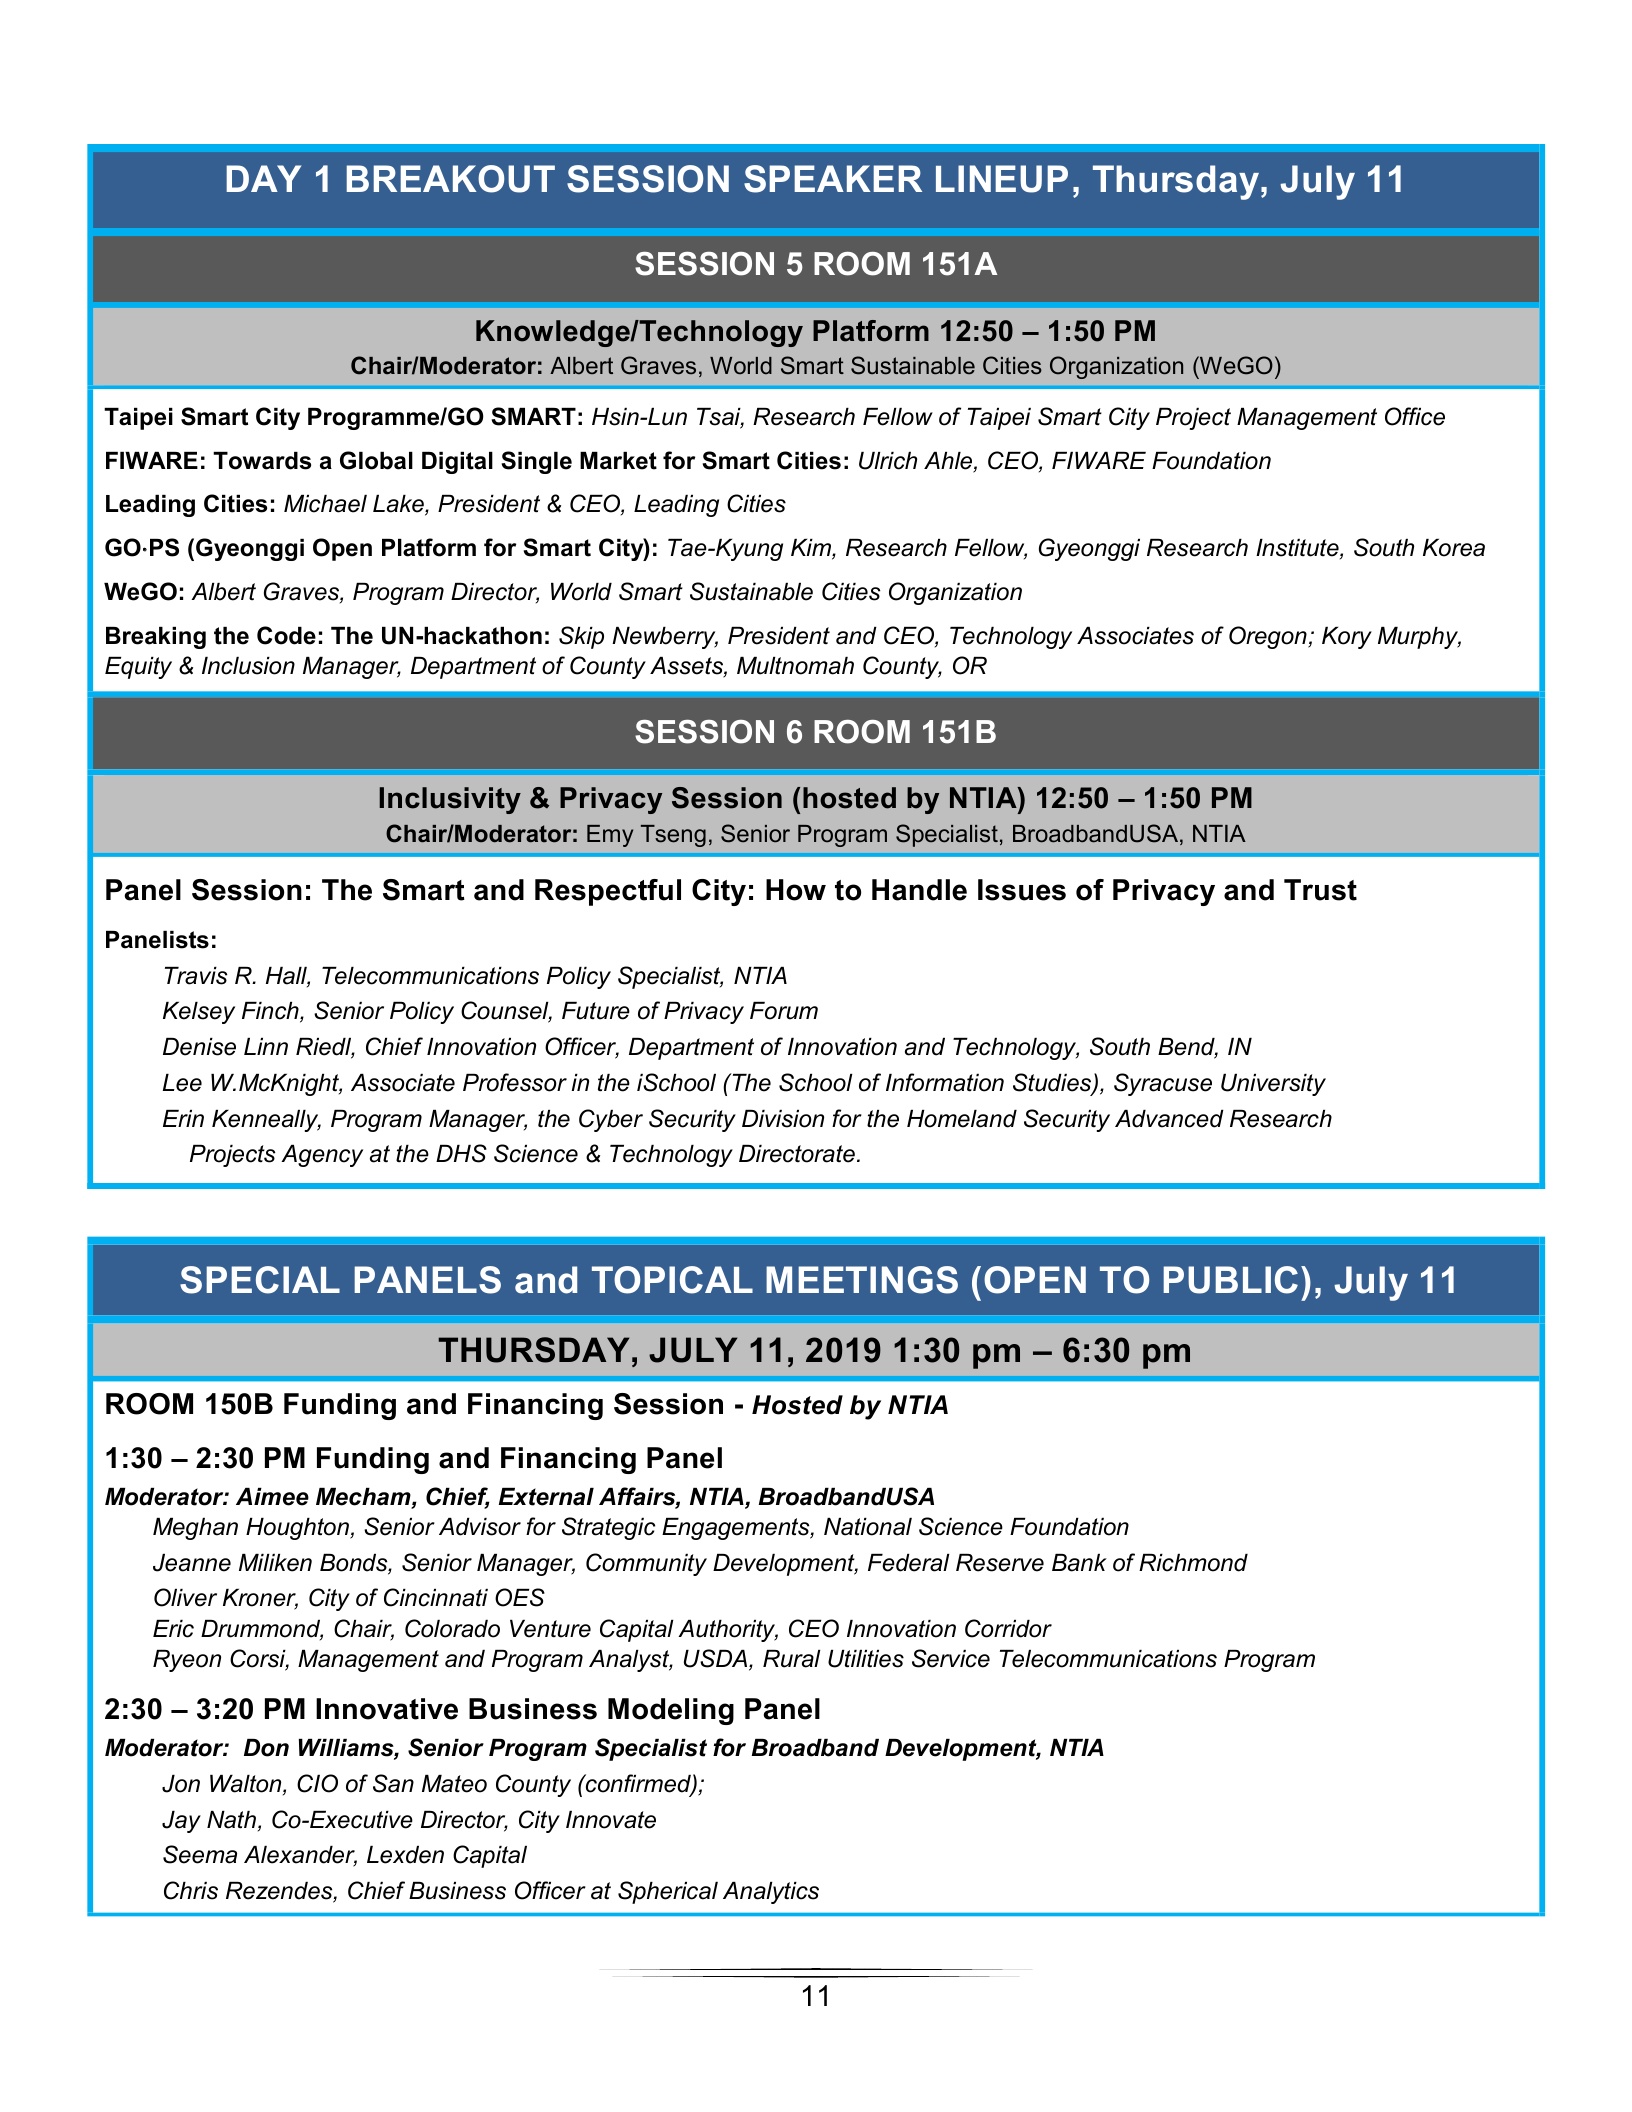 DAY 1 BREAKOUT SESSION SPEAKER LINEUP, Thursday, July 11
SESSION 5 ROOM 151A
Knowledge/Technology Platform 12:50 – 1:50 PM
Chair/Moderator: Albert Graves, World Smart Sustainable Cities Organization (WeGO)
Taipei Smart City Programme/GO SMART: Hsin-Lun Tsai, Research Fellow of Taipei Smart City Project Management Office
FIWARE: Towards a Global Digital Single Market for Smart Cities: Ulrich Ahle, CEO, FIWARE Foundation
Leading Cities: Michael Lake, President & CEO, Leading Cities
GO·PS (Gyeonggi Open Platform for Smart City): Tae-Kyung Kim, Research Fellow, Gyeonggi Research Institute, South Korea
WeGO: Albert Graves, Program Director, World Smart Sustainable Cities Organization
Breaking the Code: The UN-hackathon: Skip Newberry, President and CEO, Technology Associates of Oregon; Kory Murphy,
Equity & Inclusion Manager, Department of County Assets, Multnomah County, OR
SESSION 6 ROOM 151B
Inclusivity & Privacy Session (hosted by NTIA) 12:50 – 1:50 PM
Chair/Moderator: Emy Tseng, Senior Program Specialist, BroadbandUSA, NTIA
Panel Session: The Smart and Respectful City: How to Handle Issues of Privacy and Trust
Panelists:
Travis R. Hall, Telecommunications Policy Specialist, NTIA
Kelsey Finch, Senior Policy Counsel, Future of Privacy Forum
Denise Linn Riedl, Chief Innovation Officer, Department of Innovation and Technology, South Bend, IN
Lee W.McKnight, Associate Professor in the iSchool (The School of Information Studies), Syracuse University
Erin Kenneally, Program Manager, the Cyber Security Division for the Homeland Security Advanced Research
Projects Agency at the DHS Science & Technology Directorate.
SPECIAL PANELS and TOPICAL MEETINGS (OPEN TO PUBLIC), July 11
THURSDAY, JULY 11, 2019 1:30 pm – 6:30 pm
ROOM 150B Funding and Financing Session - Hosted by NTIA
1:30 – 2:30 PM Funding and Financing Panel
Moderator: Aimee Mecham, Chief, External Affairs, NTIA, BroadbandUSA
Meghan Houghton, Senior Advisor for Strategic Engagements, National Science Foundation
Jeanne Miliken Bonds, Senior Manager, Community Development, Federal Reserve Bank of Richmond
Oliver Kroner, City of Cincinnati OES
Eric Drummond, Chair, Colorado Venture Capital Authority, CEO Innovation Corridor
Ryeon Corsi, Management and Program Analyst, USDA, Rural Utilities Service Telecommunications Program
2:30 – 3:20 PM Innovative Business Modeling Panel
Moderator:  Don Williams, Senior Program Specialist for Broadband Development, NTIA
Jon Walton, CIO of San Mateo County (confirmed);
Jay Nath, Co-Executive Director, City Innovate
Seema Alexander, Lexden Capital
Chris Rezendes, Chief Business Officer at Spherical Analytics
11